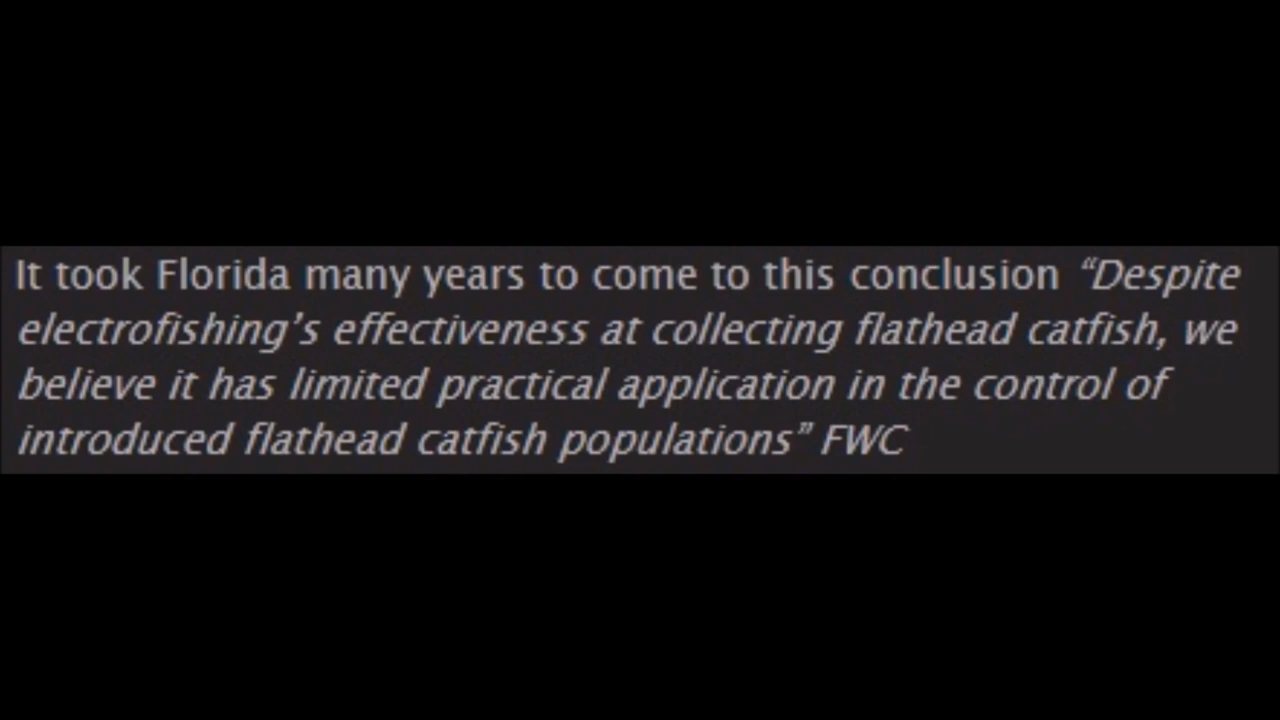 It took Florida many years to come to this conclusion “Despite
electrofishing’s effectiveness at collecting flathead catfish, we
believe it has limited practical application in the control of
introduced flathead catfish populations” FWC